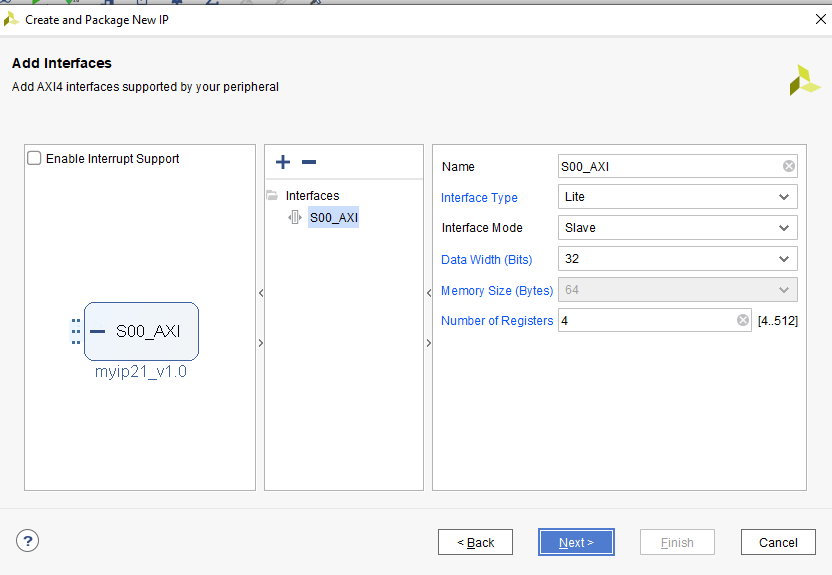 Create and Package New IP
Add Interfaces
Add AXI4 interfaces supported by your peripheral
Enable Interrupt Support
S00_AXI
myip21_v1.0
Interfaces
S00_AXI
Name S00_AXI
Interface Type Lite
Interface Mode Slave
Data Width (Bits) 32
Memory Size (Bytes) 64
Number of Registers 4 [4..512]
? < Back Next > Finish Cancel